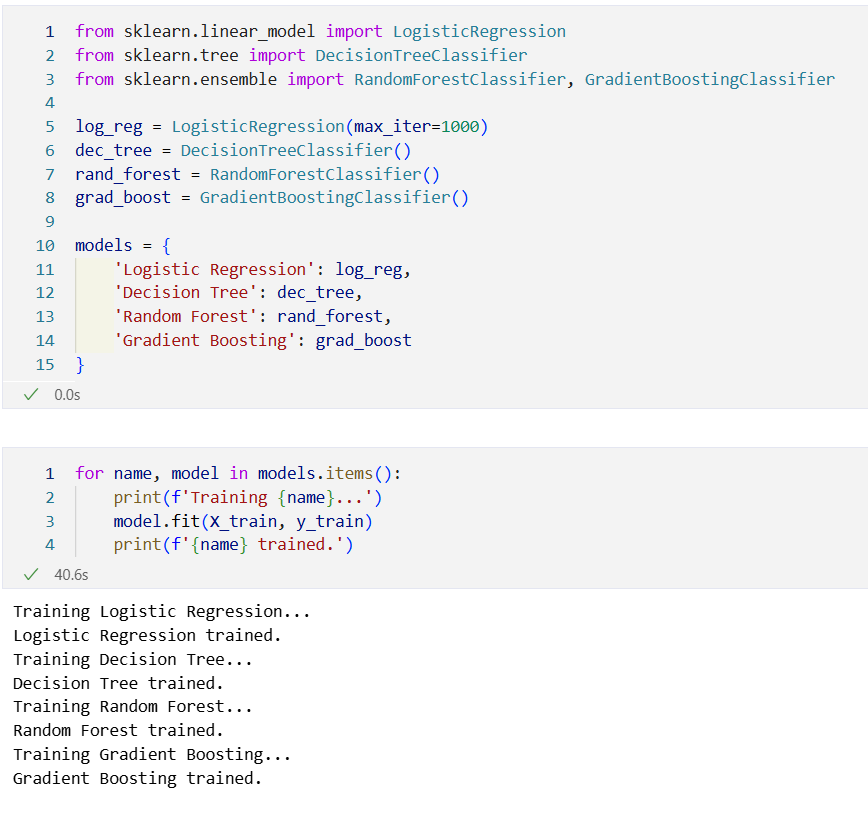 1 from sklearn.linear_model import LogisticRegression
2 from sklearn.tree import DecisionTreeClassifier
3 from sklearn.ensemble import RandomForestClassifier, GradientBoostingClassifier
4
5 log_reg = LogisticRegression(max_iter=1000)
6 dec_tree = DecisionTreeClassifier()
7 rand_forest = RandomForestClassifier()
8 grad_boost = GradientBoostingClassifier()
9
10 models = {
11     'Logistic Regression': log_reg,
12     'Decision Tree': dec_tree,
13     'Random Forest': rand_forest,
14     'Gradient Boosting': grad_boost
15 }
✓ 0.0s
1 for name, model in models.items():
2     print(f'Training {name}...')
3     model.fit(X_train, y_train)
4     print(f'{name} trained.')
✓ 40.6s
Training Logistic Regression...
Logistic Regression trained.
Training Decision Tree...
Decision Tree trained.
Training Random Forest...
Random Forest trained.
Training Gradient Boosting...
Gradient Boosting trained.